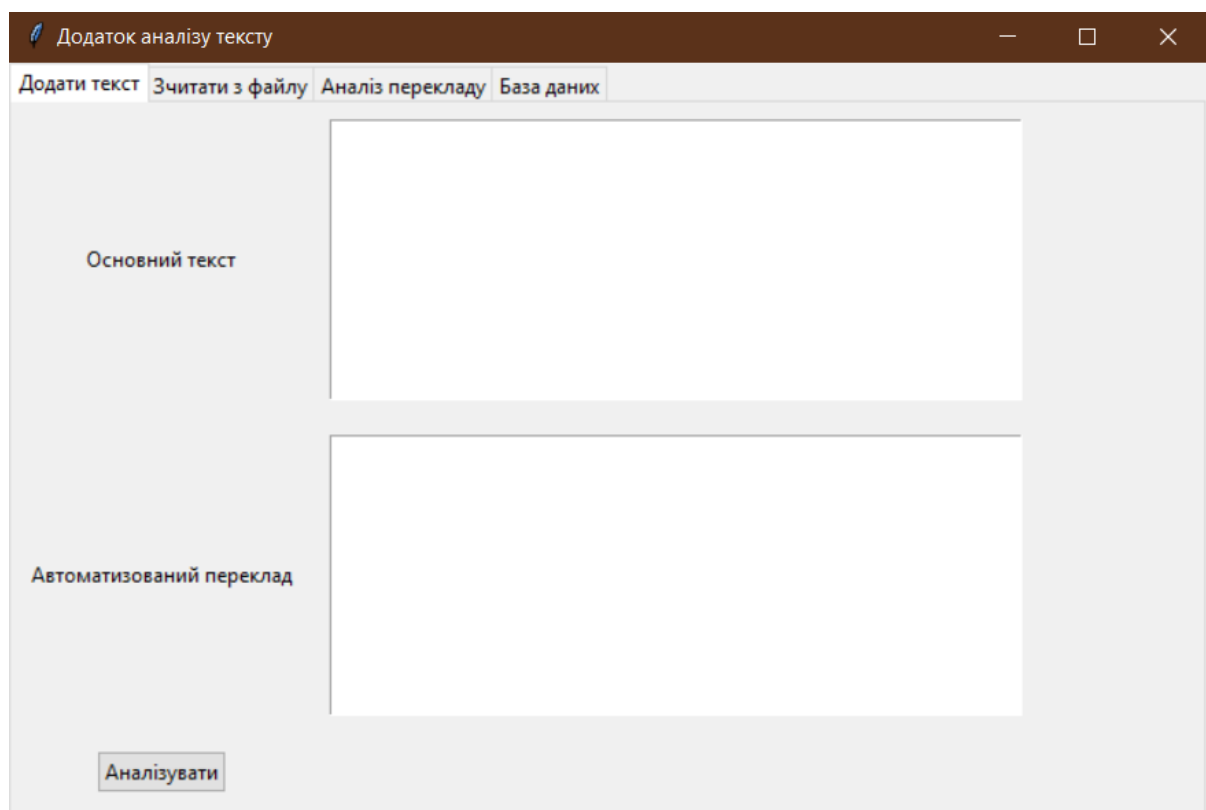 Додаток аналізу тексту
Додати текст Зчитати з файлу Аналіз перекладу База даних
Основний текст
Автоматизований переклад
Аналізувати